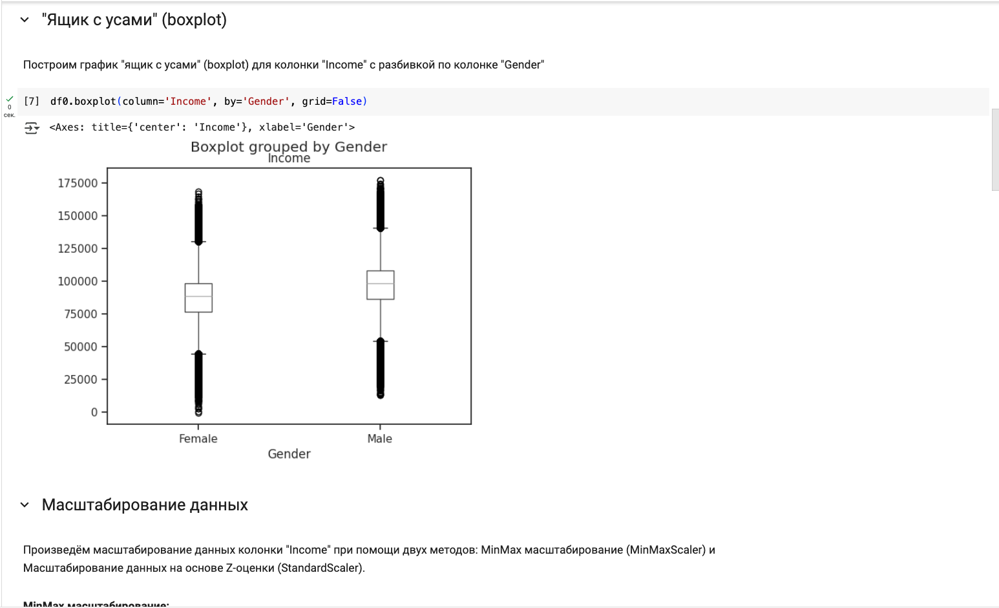 "Ящик с усами" (boxplot)
Построим график "ящик с усами" (boxplot) для колонки "Income" с разбивкой по колонке "Gender"
0
сек.
[7] df0.boxplot(column='Income', by='Gender', grid=False)
<Axes: title={'center': 'Income'}, xlabel='Gender'>
Boxplot grouped by Gender
Income
175000
150000
125000
100000
75000
50000
25000
0
Female Male
Gender
Масштабирование данных
Произведём масштабирование данных колонки "Income" при помощи двух методов: MinMax масштабирование (MinMaxScaler) и
Масштабирование данных на основе Z-оценки (StandardScaler).
MinMax масштабирование: